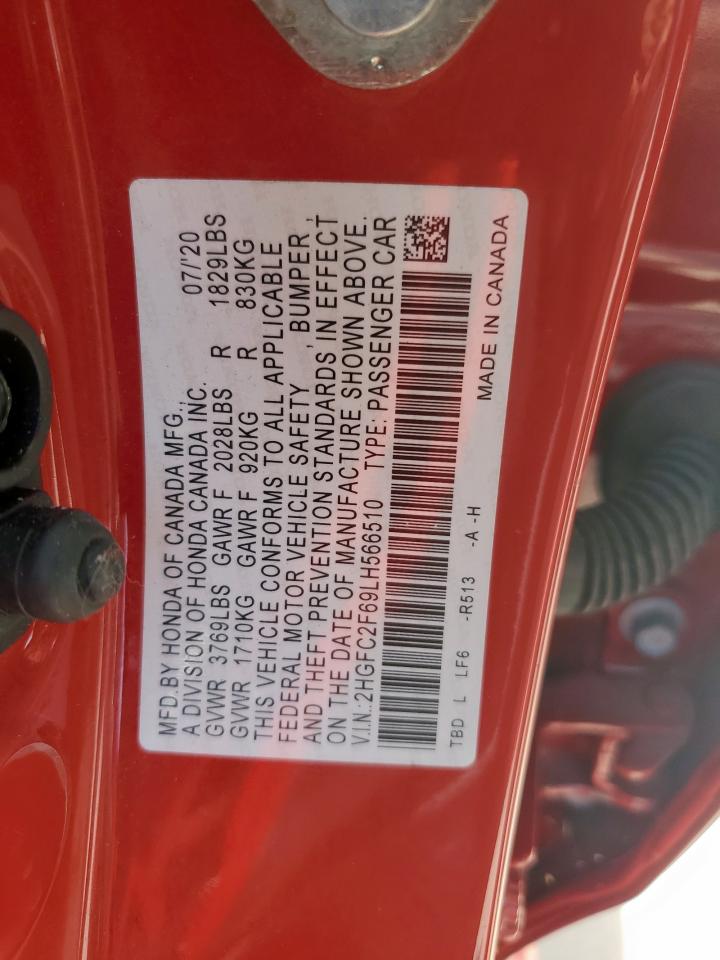 MFD. BY HONDA OF CANADA MFG., 07/'20
A DIVISION OF HONDA CANADA INC.
GVWR 3769LBS GAWR F 2028LBS R 1829LBS
GVWR 1710KG GAWR F 920KG R 830KG
THIS VEHICLE CONFORMS TO ALL APPLICABLE
FEDERAL MOTOR VEHICLE SAFETY , BUMPER ,
AND THEFT PREVENTION STANDARDS IN EFFECT
ON THE DATE OF MANUFACTURE SHOWN ABOVE.
V.I.N.:2HGFC2F69LH566510 TYPE: PASSENGER CAR
TBD L LF6 -R513 -A -H MADE IN CANADA